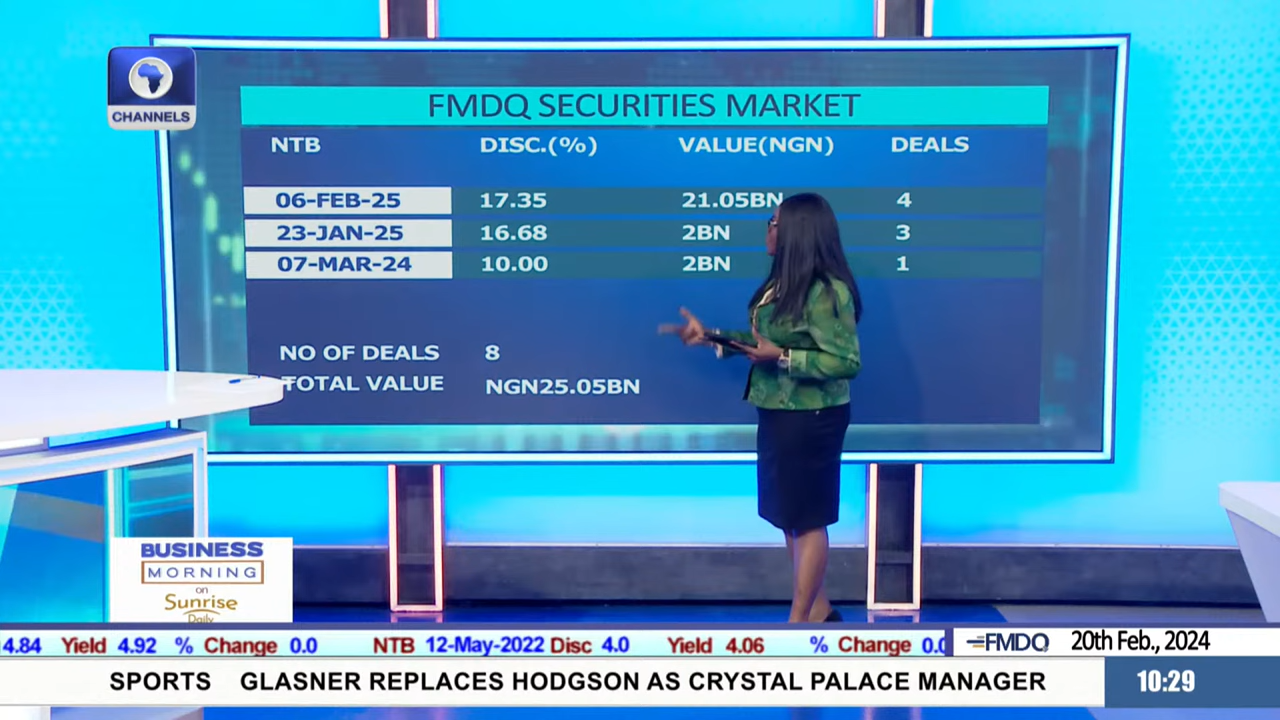 CHANNELS
FMDQ SECURITIES MARKET
NTB DISC.(%) VALUE(NGN) DEALS
06-FEB-25 17.35 21.05BN 4
23-JAN-25 16.68 2BN 3
07-MAR-24 10.00 2BN 1
NO OF DEALS 8
TOTAL VALUE NGN25.05BN
BUSINESS
MORNING
on
Sunrise
Daily
4.84 Yield 4.92 % Change 0.0 NTB 12-May-2022 Disc 4.0 Yield 4.06 % Change 0.0 FMDQ 20th Feb., 2024
SPORTS GLASNER REPLACES HODGSON AS CRYSTAL PALACE MANAGER 10:29